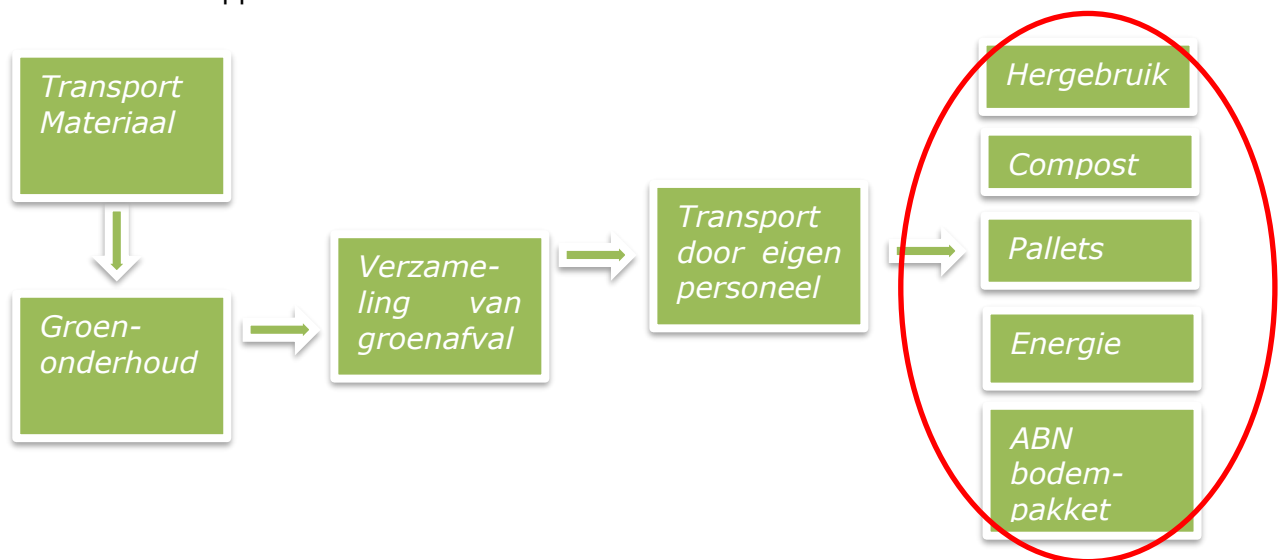 Transport
Materiaal
Groen-
onderhoud
Verzame-
ling van
groenafval
Transport
door eigen
personeel
Hergebruik
Compost
Pallets
Energie
ABN
bodem-
pakket